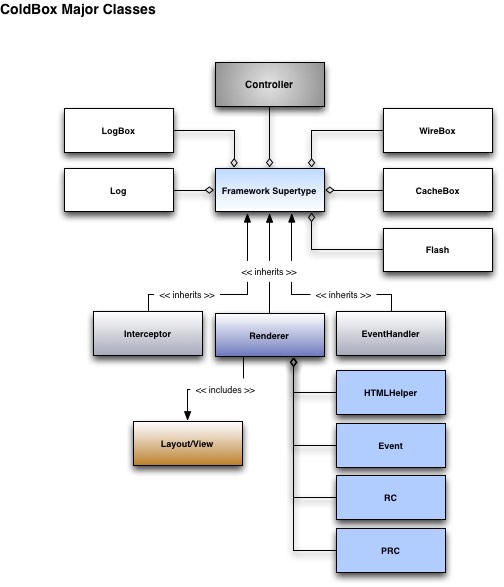 ColdBox Major Classes
Controller
LogBox
WireBox
Log
Framework Supertype
CacheBox
Flash
<< inherits >>
<< inherits >>
<< inherits >>
Interceptor
Renderer
EventHandler
<< includes >>
HTMLHelper
Layout/View
Event
RC
PRC